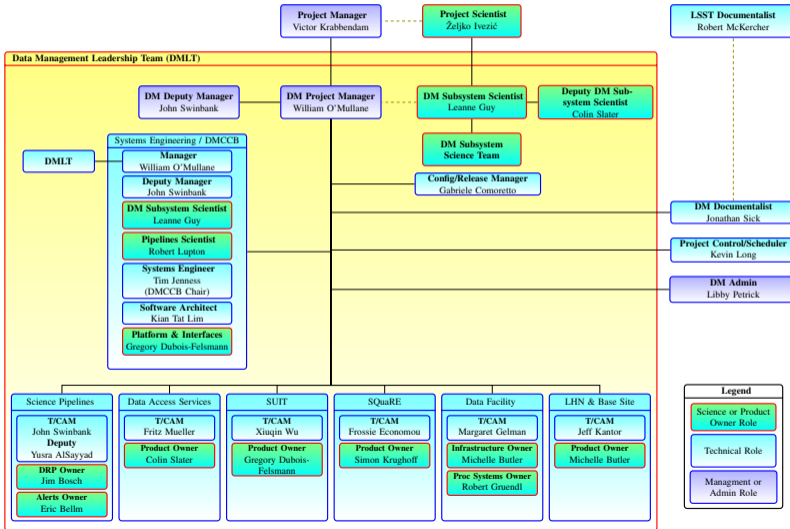 Project Manager
Victor Krabbendam
Project Scientist
Željko Ivezić
LSST Documentalist
Robert McKercher
Data Management Leadership Team (DMLT)
DM Deputy Manager
John Swinbank
DM Project Manager
William O'Mullane
DM Subsystem Scientist
Leanne Guy
Deputy DM Sub-
system Scientist
Colin Slater
DM Subsystem
Science Team
Systems Engineering / DMCCB
DMLT
Manager
William O'Mullane
Deputy Manager
John Swinbank
DM Subsystem Scientist
Leanne Guy
Pipelines Scientist
Robert Lupton
Systems Engineer
Tim Jenness
(DMCCB Chair)
Software Architect
Kian Tat Lim
Platform & Interfaces
Gregory Dubois-Felsmann
Config/Release Manager
Gabriele Comoretto
DM Documentalist
Jonathan Sick
Project Control/Scheduler
Kevin Long
DM Admin
Libby Petrick
Science Pipelines
T/CAM
John Swinbank
Deputy
Yusra AlSayyad
DRP Owner
Jim Bosch
Alerts Owner
Eric Bellm
Data Access Services
T/CAM
Fritz Mueller
Product Owner
Colin Slater
SUIT
T/CAM
Xiuqin Wu
Product Owner
Gregory Dubois-
Felsmann
SQuaRE
T/CAM
Frossie Economou
Product Owner
Simon Krughoff
Data Facility
T/CAM
Margaret Gelman
Infrastructure Owner
Michelle Butler
Proc Systems Owner
Robert Gruendl
LHN & Base Site
T/CAM
Jeff Kantor
Product Owner
Michelle Butler
Legend
Science or Product
Owner Role
Technical Role
Managment or
Admin Role